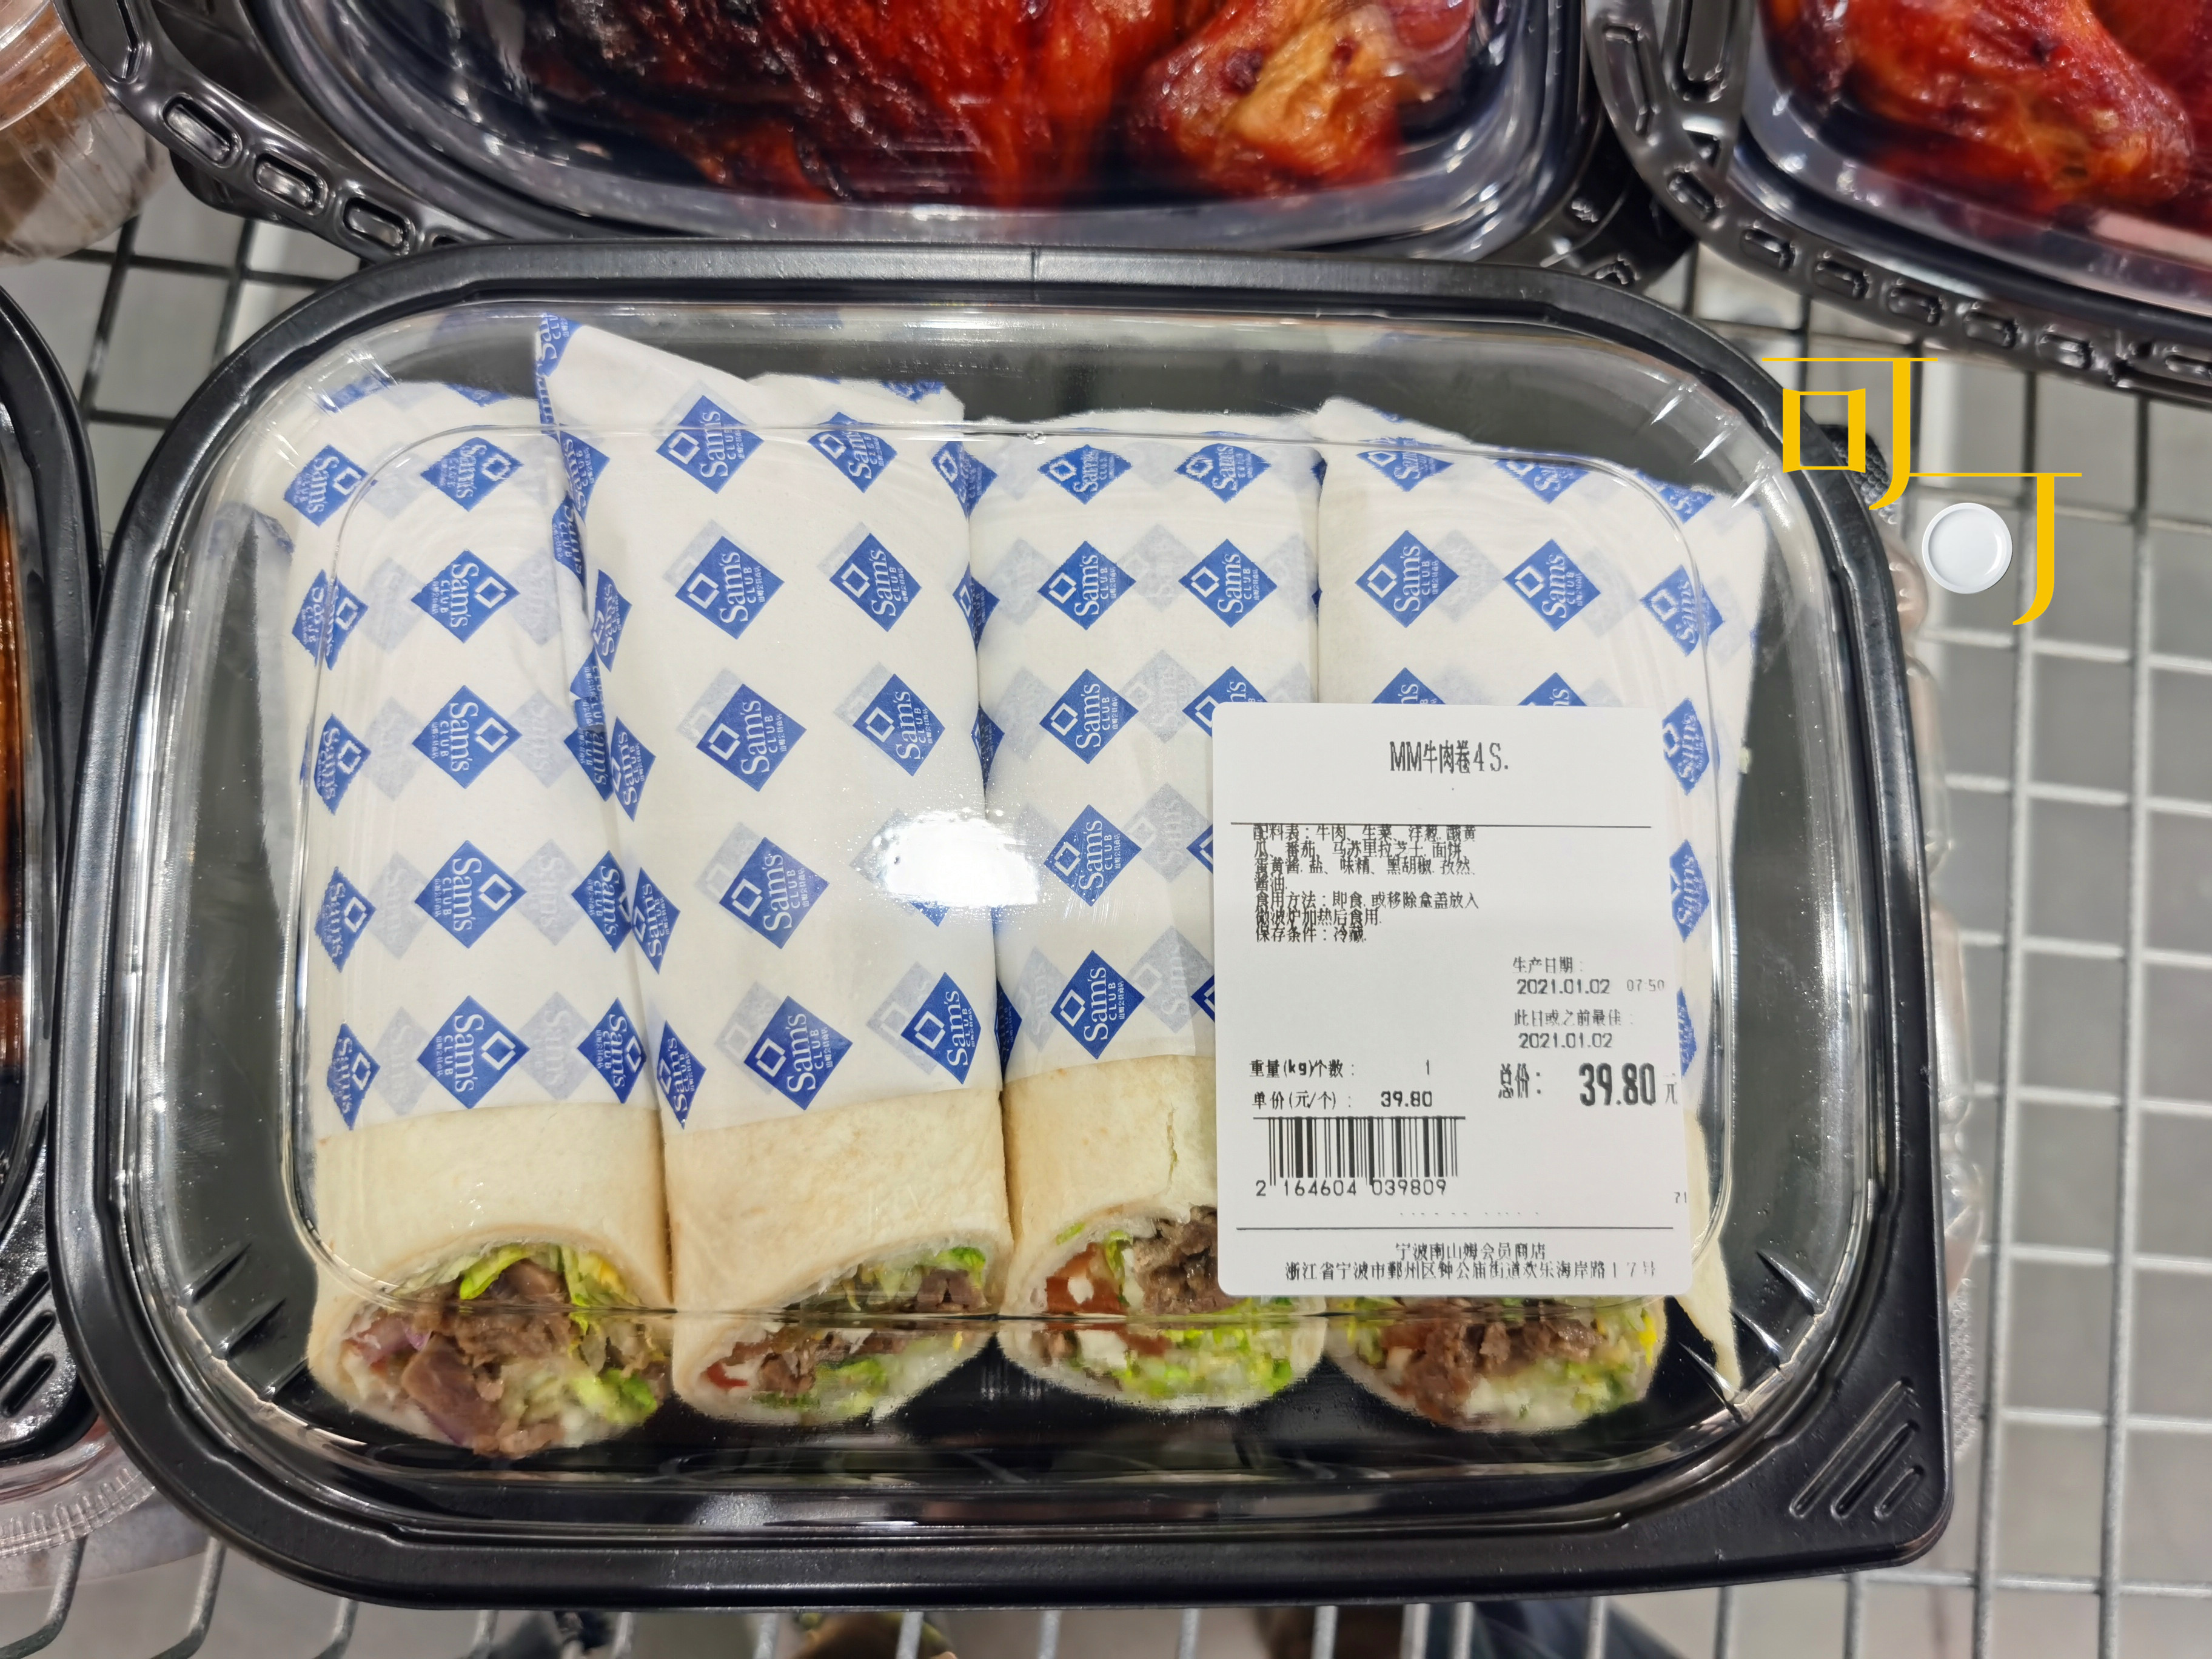 可
可
Sam's
CLUB
MM牛肉卷4 S.
配料表：牛肉、生菜、洋葱.酸黄
瓜、番茄、马苏里拉芝士.面饼.
蛋黄酱.盐、味精、黑胡椒.孜然、
酱油.
食用方法：即食.或移除盒盖放入
微波炉加热后食用.
保存条件：冷藏.
生产日期：
2021.01.02 07:50
此日或之前最佳：
2021.01.02
重量(kg)个数： 1
单价(元/个)： 39.80
总价： 39.80 元
2 164604 039809
71
宁波南山姆会员商店
浙江省宁波市鄞州区钟公庙街道欢乐海岸路17号